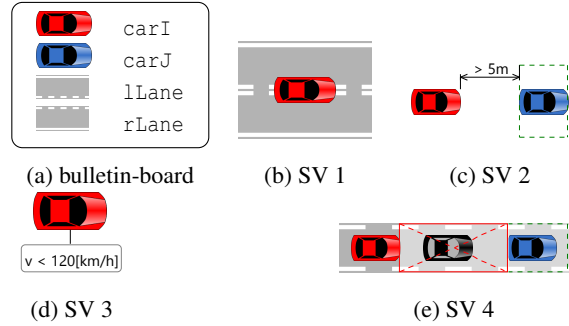 carI
carJ
lLane
rLane
> 5m
(a) bulletin-board
(b) SV 1
(c) SV 2
v < 120[km/h]
(d) SV 3
(e) SV 4